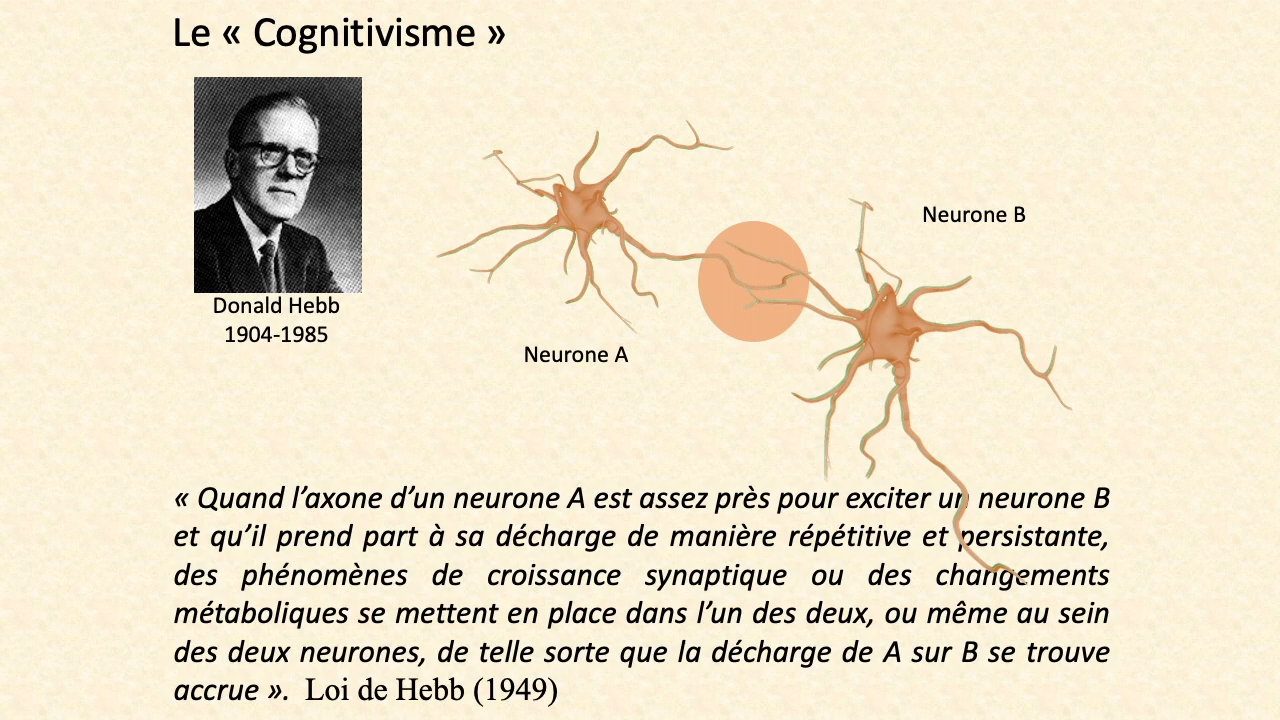 Le « Cognitivisme »
Neurone B
Donald Hebb
1904-1985
Neurone A
« Quand l’axone d’un neurone A est assez près pour exciter un neurone B
et qu’il prend part à sa décharge de manière répétitive et persistante,
des phénomènes de croissance synaptique ou des changements
métaboliques se mettent en place dans l’un des deux, ou même au sein
des deux neurones, de telle sorte que la décharge de A sur B se trouve
accrue ». Loi de Hebb (1949)